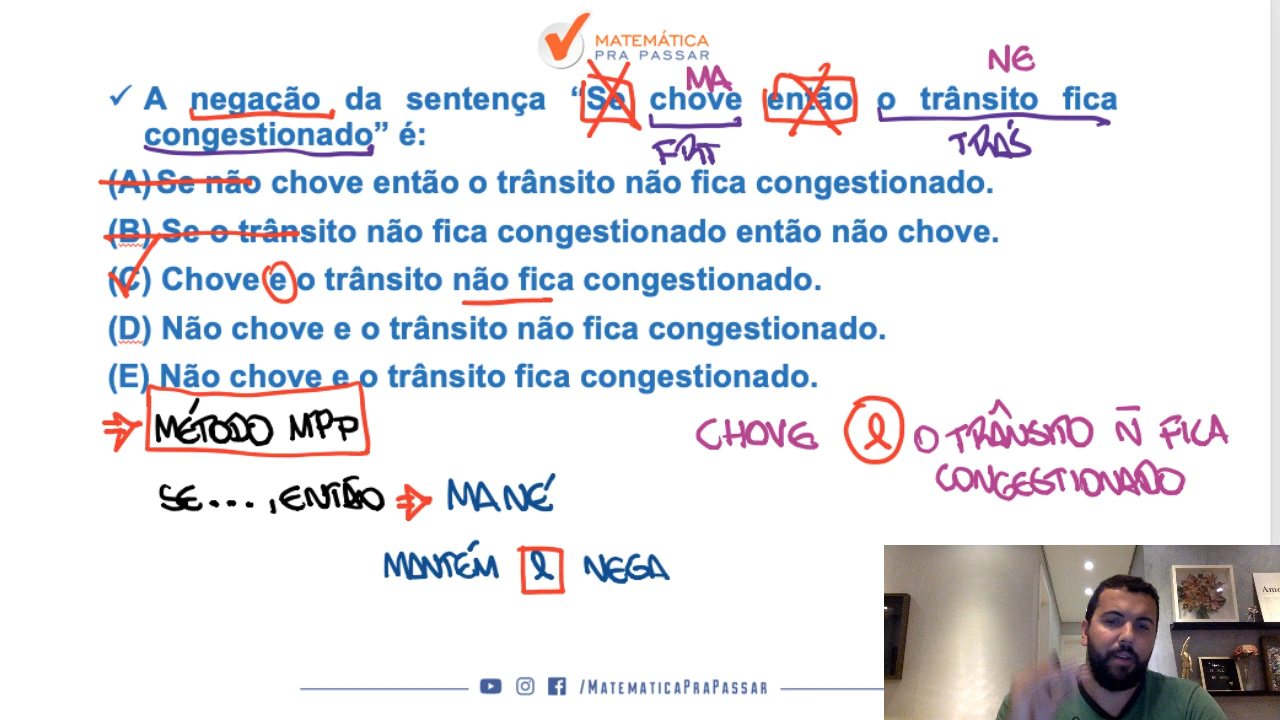 MATEMÁTICA
PRA PASSAR
NE
MA
✓ A negação da sentença “Se chove então o trânsito fica
congestionado” é:
FRT
TRÁS
(A) Se não chove então o trânsito não fica congestionado.
(B) Se o trânsito não fica congestionado então não chove.
(C) Chove e o trânsito não fica congestionado.
(D) Não chove e o trânsito não fica congestionado.
(E) Não chove e o trânsito fica congestionado.
⇒ MÉTODO MPP
CHOVE e O TRÂNSITO N̄ FICA
CONGESTIONADO
SE..., ENTÃO ⇒ MANÉ
MANTÉM e NEGA
/MATEMATICAPRAPASSAR